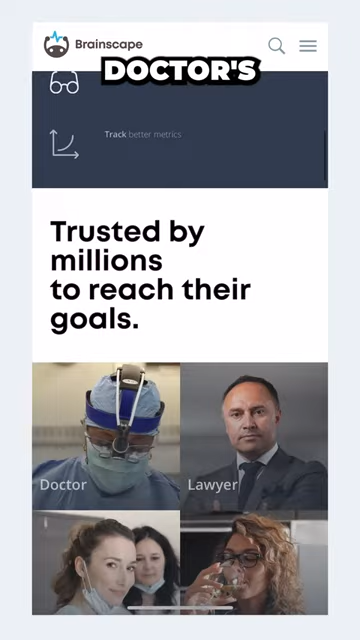 Brainscape
DOCTOR'S
Track better metrics
Trusted by
millions
to reach their
goals.
Doctor
Lawyer